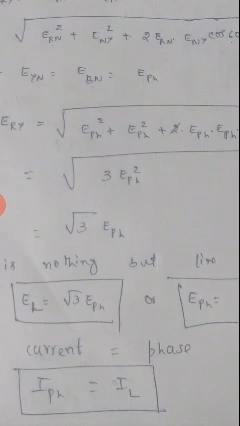 √ E_RN² + E_NY² + 2 E_RN. E_NY cos 6
E_YN = E_RN = E_ph
E_RY = √ E_ph² + E_ph² + 2. E_ph. E_ph
= √ 3 E_ph²
= √3 E_ph
is nothing but line
E_L = √3 E_ph or E_ph =
current = phase
I_ph = I_L